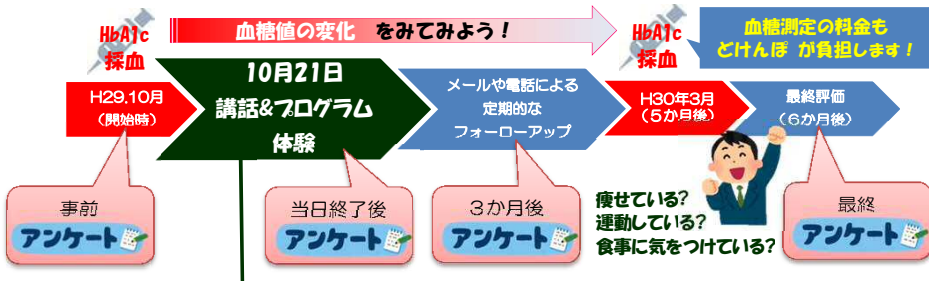 HbA1c
採血
血糖値の変化 をみてみよう！
HbA1c
採血
血糖測定の料金も
どけんぽ が負担します！
H29.10月
（開始時）
10月21日
講話&プログラム
体験
メールや電話による
定期的な
フォーローアップ
H30年3月
（5か月後）
最終評価
（6か月後）
事前
アンケート
当日終了後
アンケート
3か月後
アンケート
痩せている?
運動している?
食事に気をつけている?
最終
アンケート